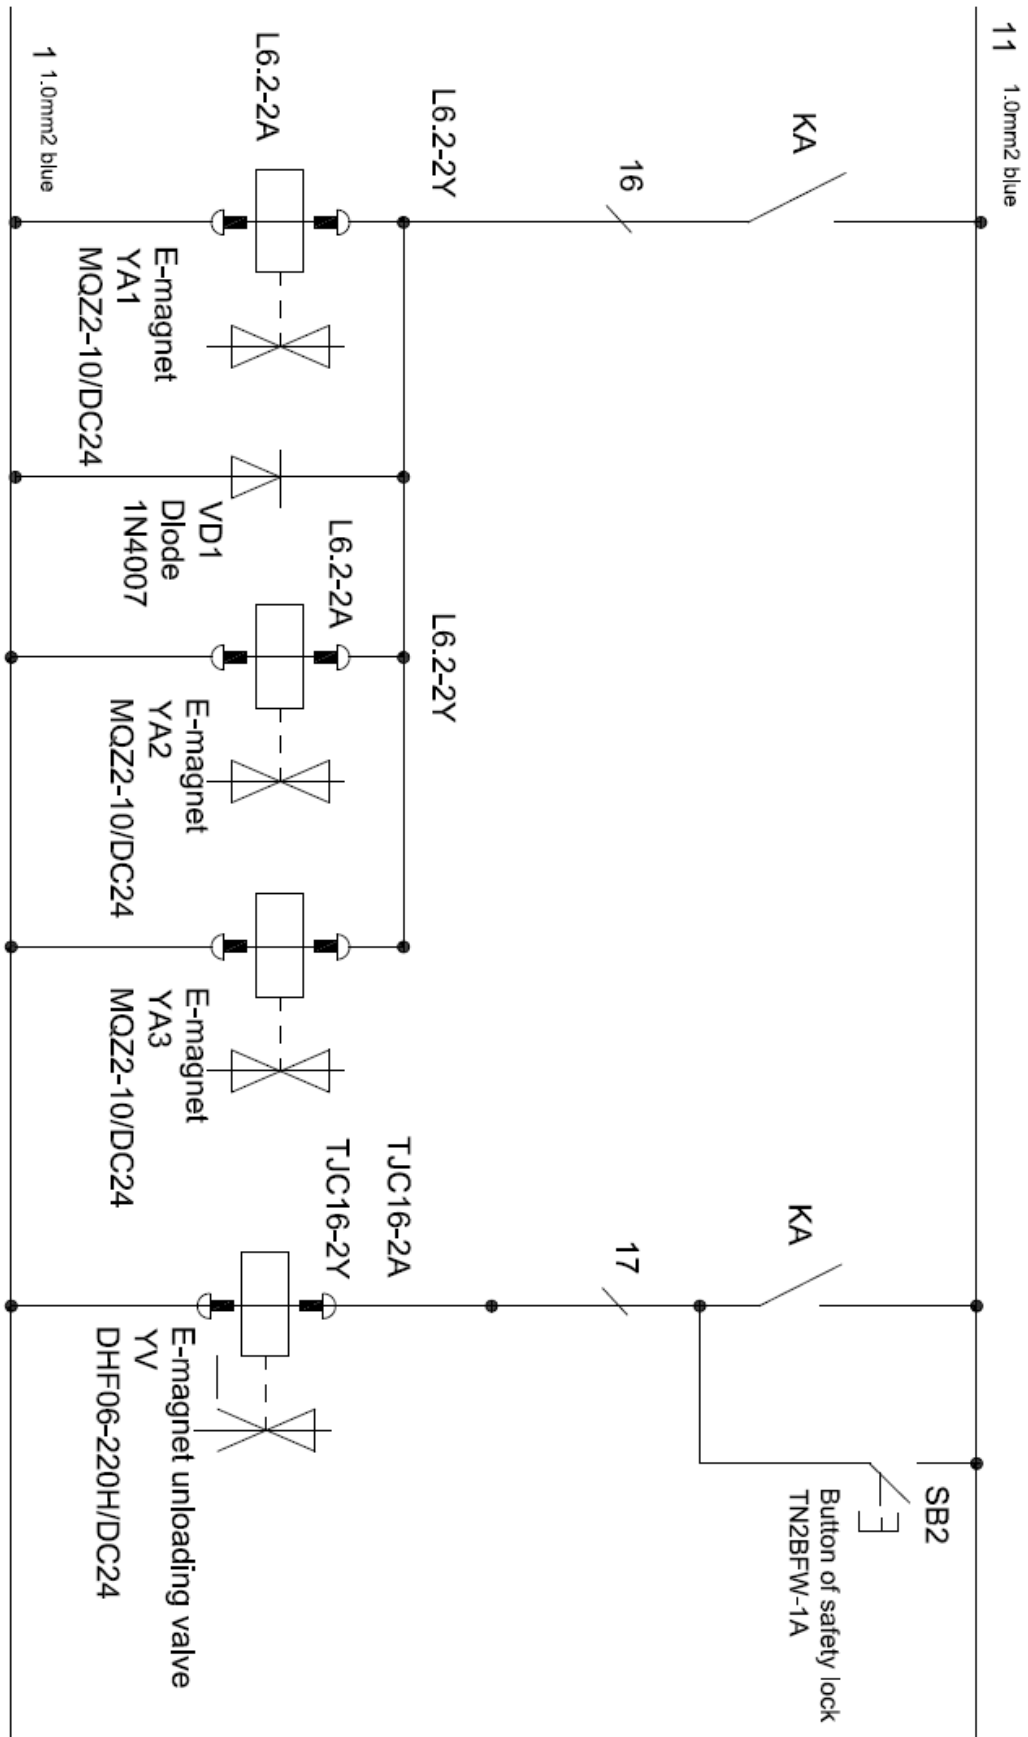 11
1.0mm2 blue
KA
16
L6.2-2Y
L6.2-2A
1 1.0mm2 blue
E-magnet
YA1
MQZ2-10/DC24
VD1
DIode
1N4007
L6.2-2A
L6.2-2Y
E-magnet
YA2
MQZ2-10/DC24
E-magnet
YA3
MQZ2-10/DC24
KA
17
TJC16-2A
TJC16-2Y
E-magnet unloading valve
YV
DHF06-220H/DC24
SB2
Button of safety lock
TN2BFW-1A